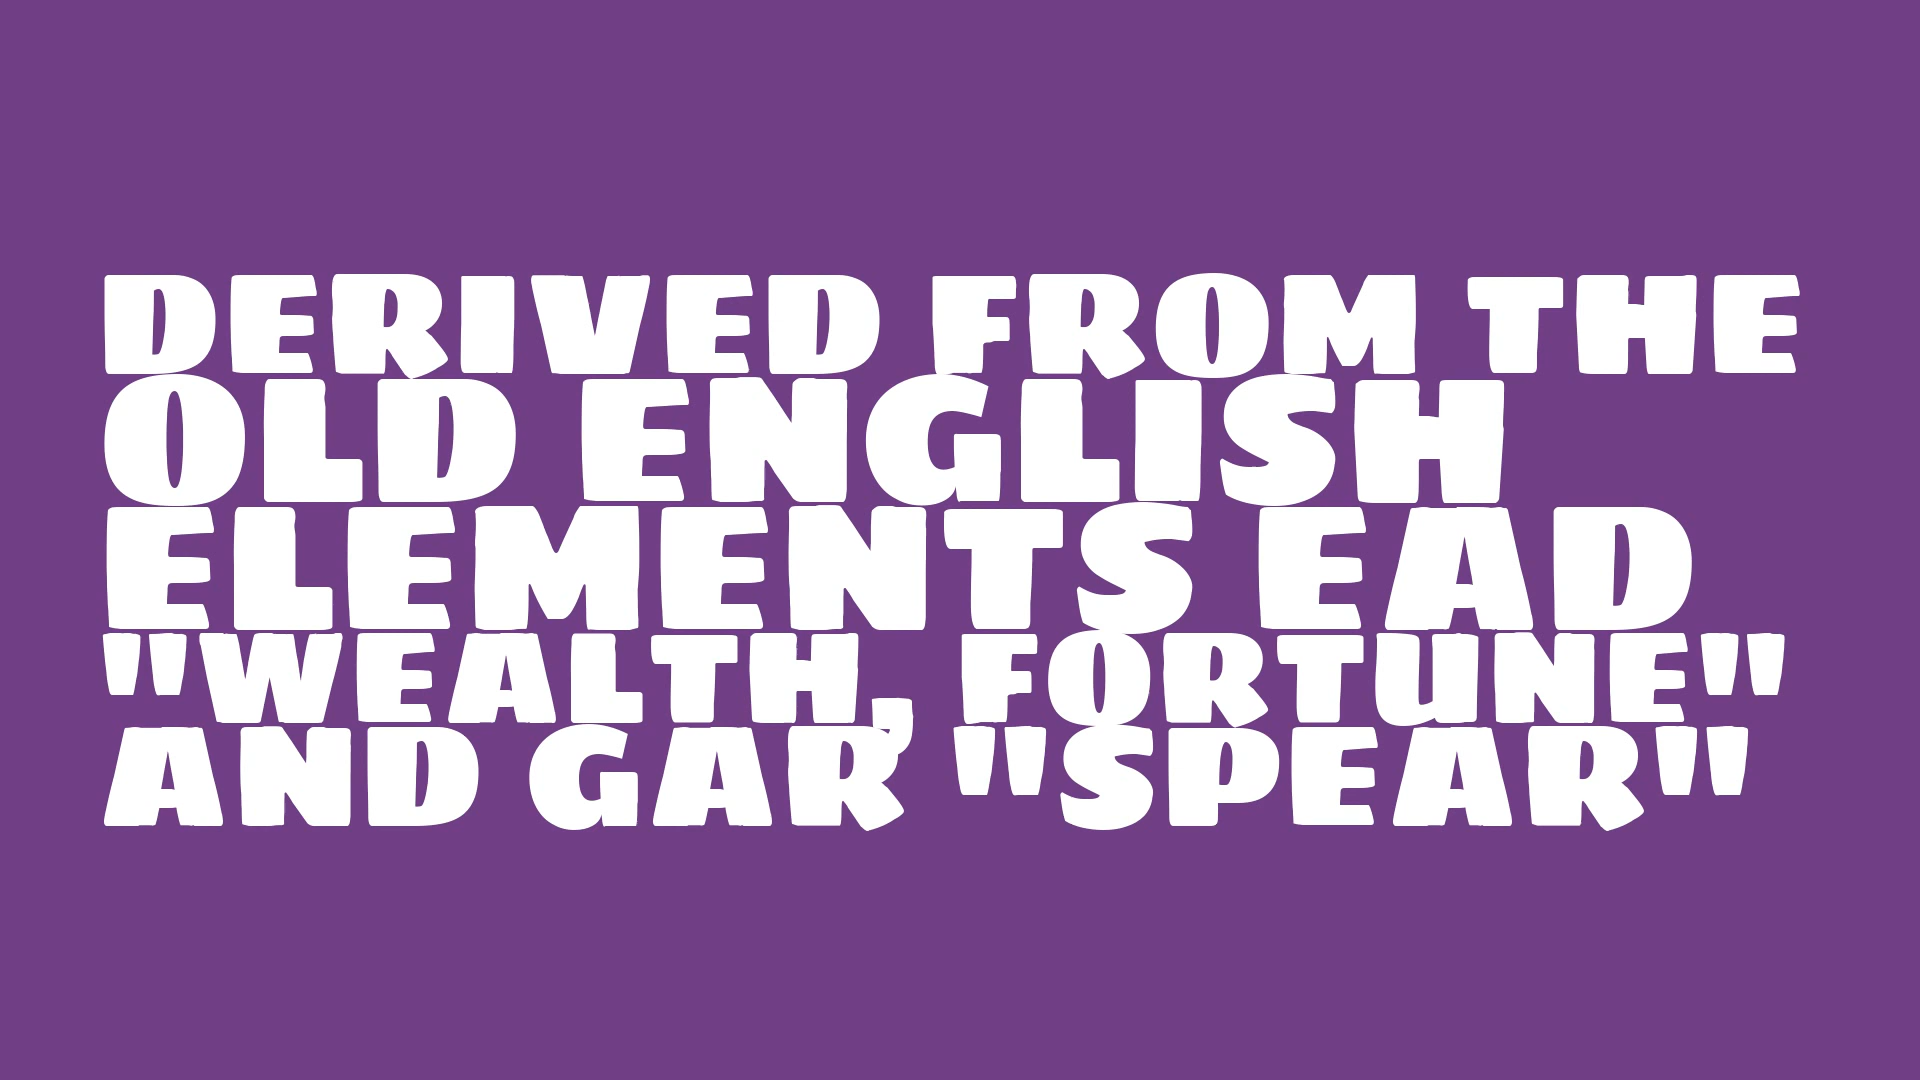 DERIVED FROM THE
OLD ENGLISH
ELEMENTS EAD
"WEALTH, FORTUNE"
AND GAR "SPEAR"